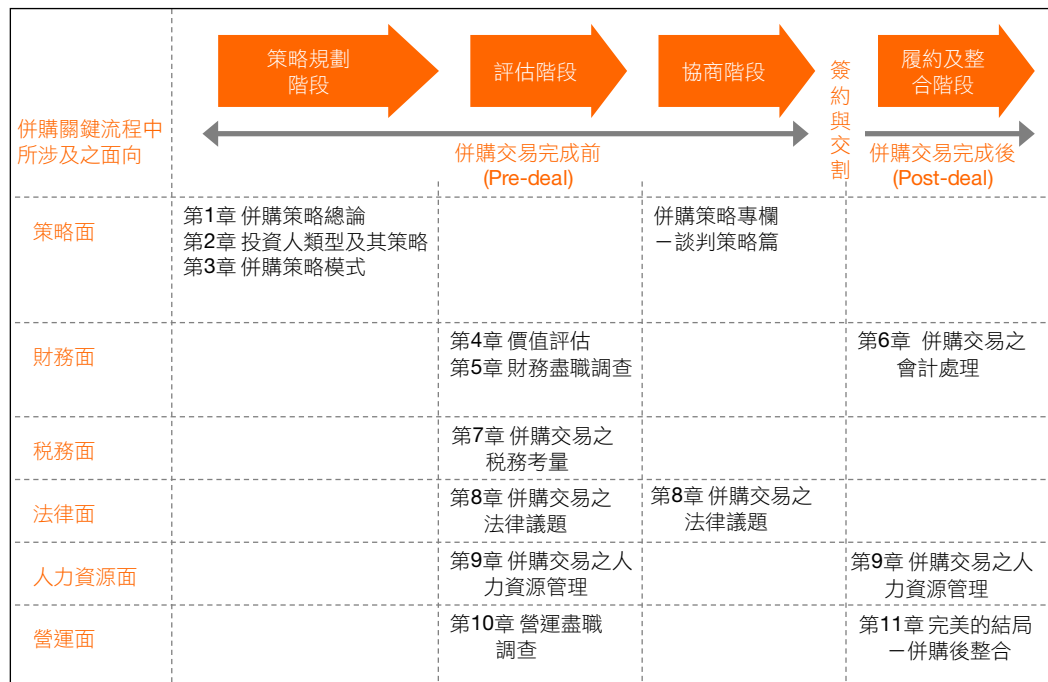 策略規劃
階段
評估階段
協商階段
簽約與交割
履約及整
合階段
併購關鍵流程中
所涉及之面向
併購交易完成前
(Pre-deal)
併購交易完成後
(Post-deal)
策略面
第1章 併購策略總論
第2章 投資人類型及其策略
第3章 併購策略模式
併購策略專欄
－談判策略篇
財務面
第4章 價值評估
第5章 財務盡職調查
第6章 併購交易之
會計處理
稅務面
第7章 併購交易之
稅務考量
法律面
第8章 併購交易之
法律議題
第8章 併購交易之
法律議題
人力資源面
第9章 併購交易之人
力資源管理
第9章 併購交易之人
力資源管理
營運面
第10章 營運盡職
調查
第11章 完美的結局
－併購後整合